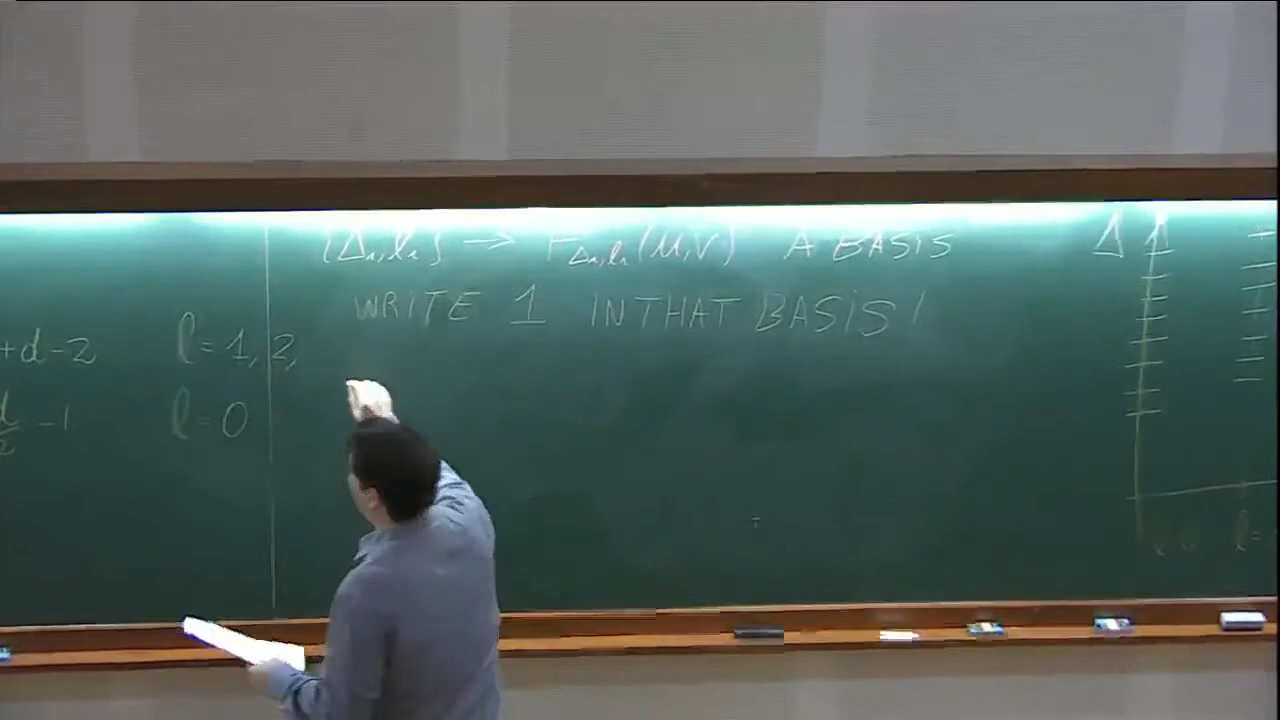 +d-2 l=1,2,
d/2 -1 l=0
{Δᵢ,lᵢ} → F_{Δᵢ,lᵢ}(u,v) A BASIS
WRITE 1 IN THAT BASIS!
Δ
l=